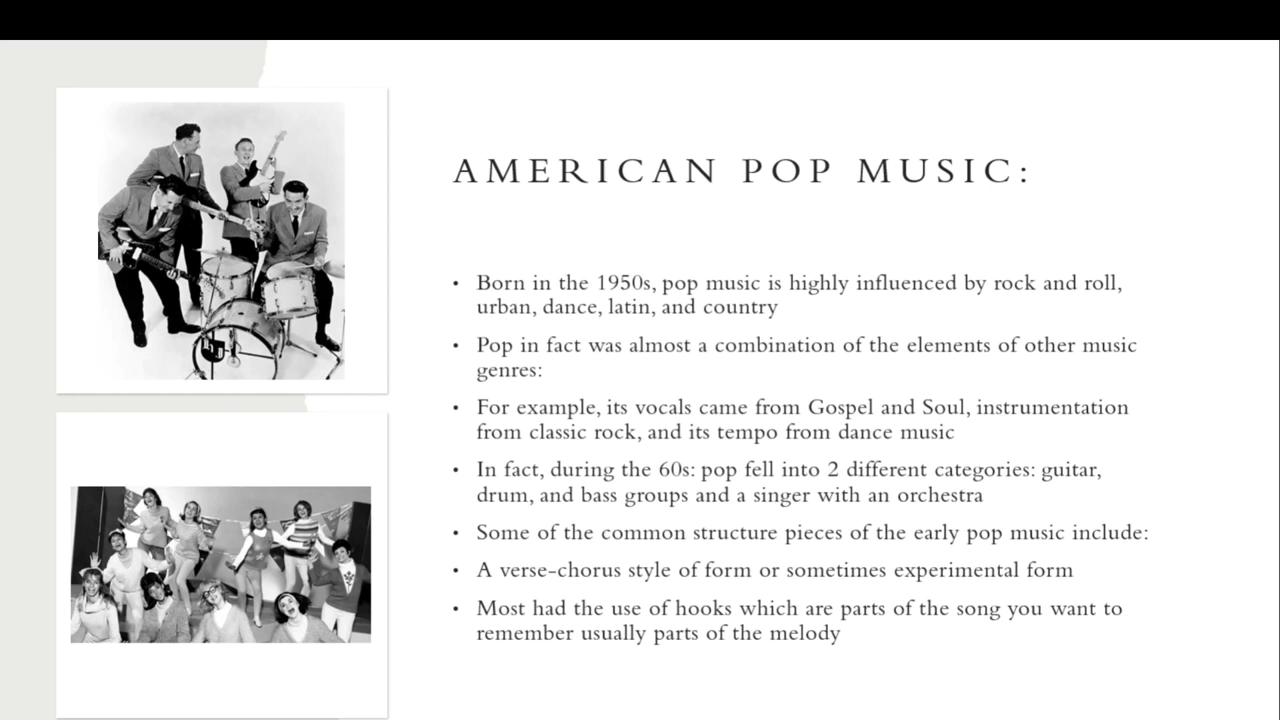 AMERICAN POP MUSIC:
• Born in the 1950s, pop music is highly influenced by rock and roll,
urban, dance, latin, and country
• Pop in fact was almost a combination of the elements of other music
genres:
• For example, its vocals came from Gospel and Soul, instrumentation
from classic rock, and its tempo from dance music
• In fact, during the 60s: pop fell into 2 different categories: guitar,
drum, and bass groups and a singer with an orchestra
• Some of the common structure pieces of the early pop music include:
• A verse-chorus style of form or sometimes experimental form
• Most had the use of hooks which are parts of the song you want to
remember usually parts of the melody